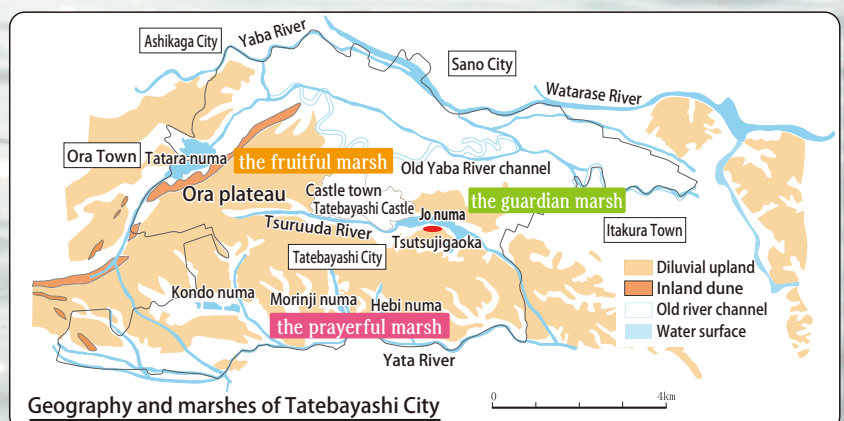 Ashikaga City
Yaba River
Sano City
Watarase River
Ora Town
Tatara numa
the fruitful marsh
Old Yaba River channel
Ora plateau
Castle town
Tatebayashi Castle
Jo numa
the guardian marsh
Tsuruuda River
Tsutsujigaoka
Itakura Town
Tatebayashi City
Kondo numa
Morinji numa
Hebi numa
the prayerful marsh
Yata River
Diluvial upland
Inland dune
Old river channel
Water surface
Geography and marshes of Tatebayashi City
0 4km